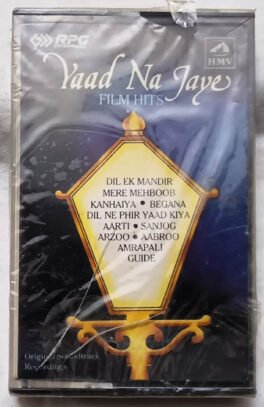 RPG
HMV
Yaad Na Jaye
FILM HITS
DIL EK MANDIR
MERE MEHBOOB
KANHAIYA • BEGANA
DIL NE PHIR YAAD KIYA
AARTI • SANJOG
ARZOO • AABROO
AMRAPALI
GUIDE
Original Soundtrack
Recordings